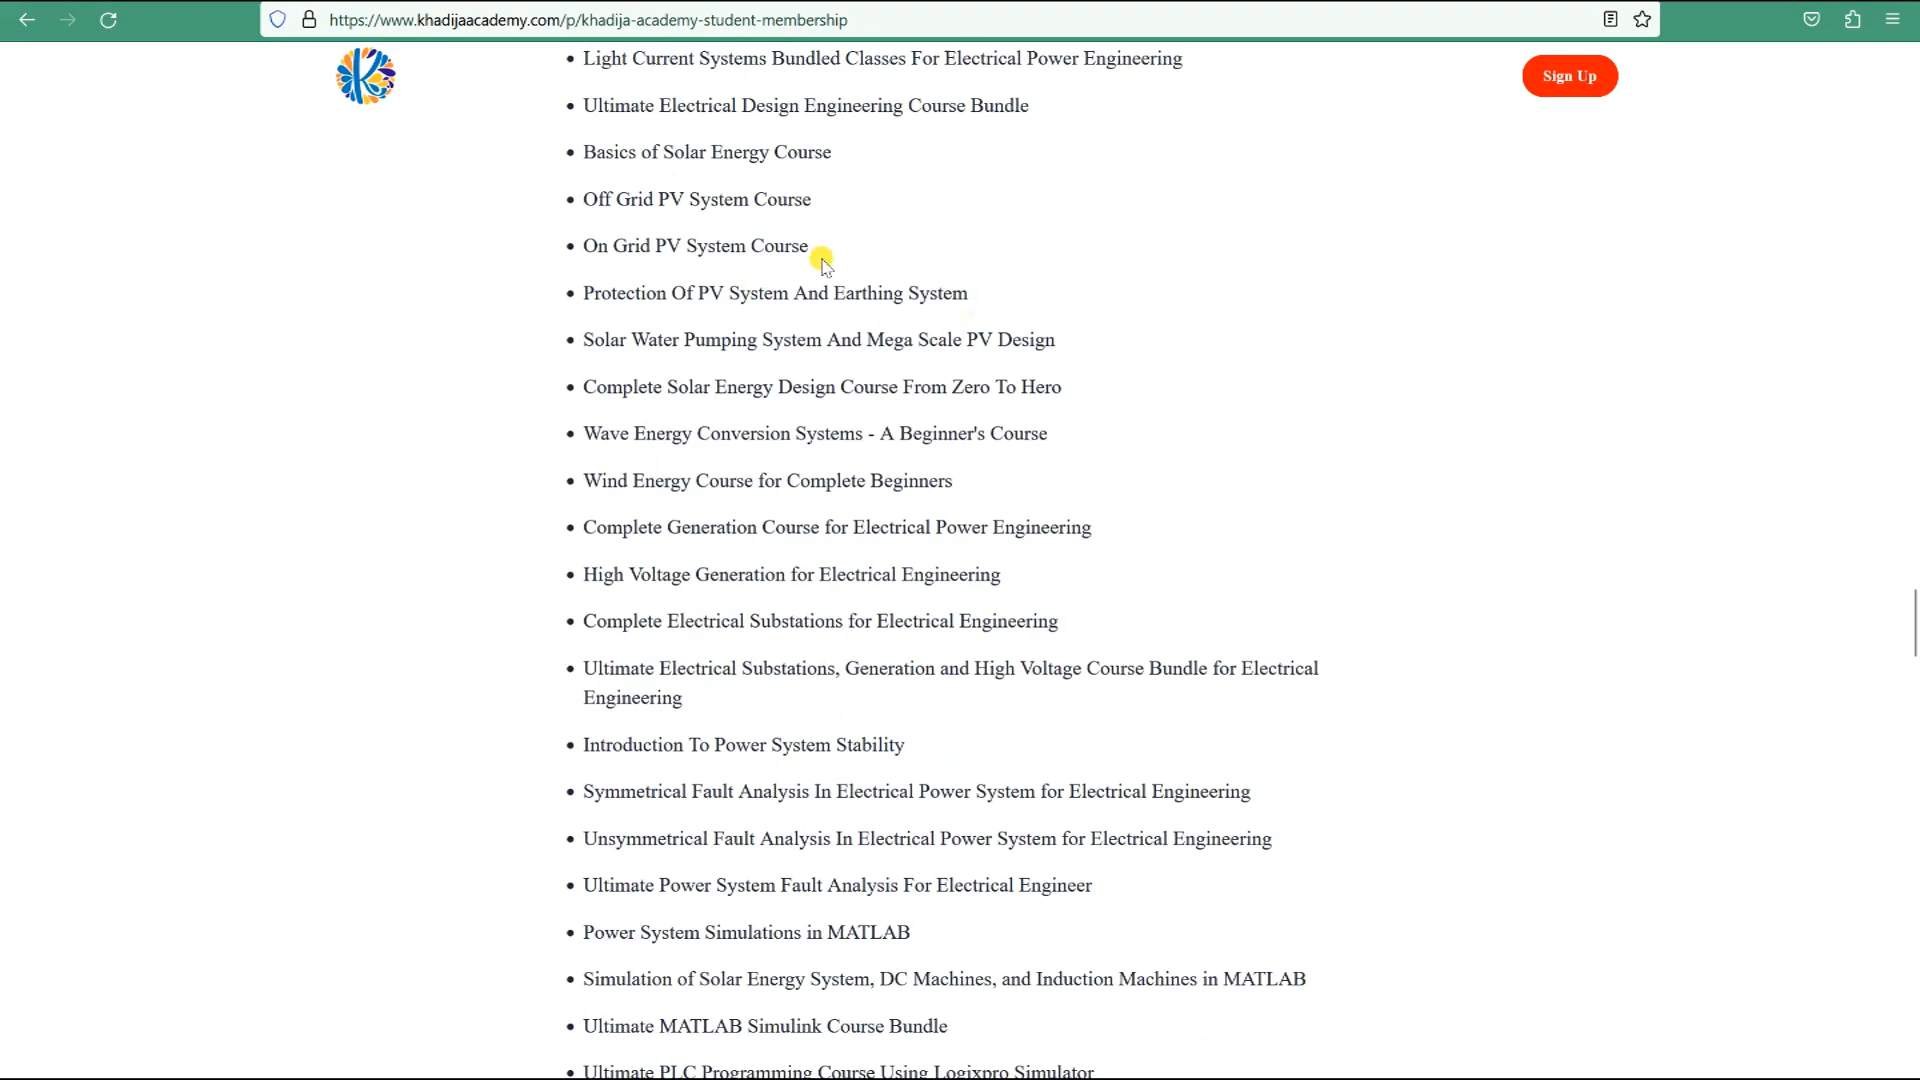 https://www.khadijaacademy.com/p/khadija-academy-student-membership
K
Sign Up
Light Current Systems Bundled Classes For Electrical Power Engineering
Ultimate Electrical Design Engineering Course Bundle
Basics of Solar Energy Course
Off Grid PV System Course
On Grid PV System Course
Protection Of PV System And Earthing System
Solar Water Pumping System And Mega Scale PV Design
Complete Solar Energy Design Course From Zero To Hero
Wave Energy Conversion Systems - A Beginner's Course
Wind Energy Course for Complete Beginners
Complete Generation Course for Electrical Power Engineering
High Voltage Generation for Electrical Engineering
Complete Electrical Substations for Electrical Engineering
Ultimate Electrical Substations, Generation and High Voltage Course Bundle for Electrical
Engineering
Introduction To Power System Stability
Symmetrical Fault Analysis In Electrical Power System for Electrical Engineering
Unsymmetrical Fault Analysis In Electrical Power System for Electrical Engineering
Ultimate Power System Fault Analysis For Electrical Engineer
Power System Simulations in MATLAB
Simulation of Solar Energy System, DC Machines, and Induction Machines in MATLAB
Ultimate MATLAB Simulink Course Bundle
Ultimate PLC Programming Course Using Logixpro Simulator